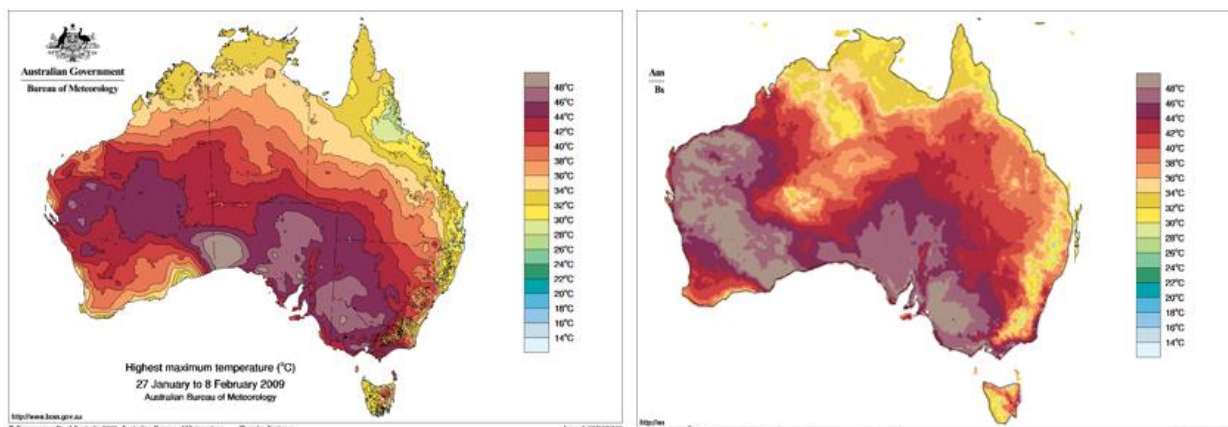 Australian Government
Bureau of Meteorology
48°C
46°C
44°C
42°C
40°C
38°C
36°C
34°C
32°C
30°C
28°C
26°C
24°C
22°C
20°C
18°C
16°C
14°C
Highest maximum temperature (°C)
27 January to 8 February 2009
Australian Bureau of Meteorology
http://www.bom.gov.au
Aus
Bu
48°C
46°C
44°C
42°C
40°C
38°C
36°C
34°C
32°C
30°C
28°C
26°C
24°C
22°C
20°C
18°C
16°C
14°C